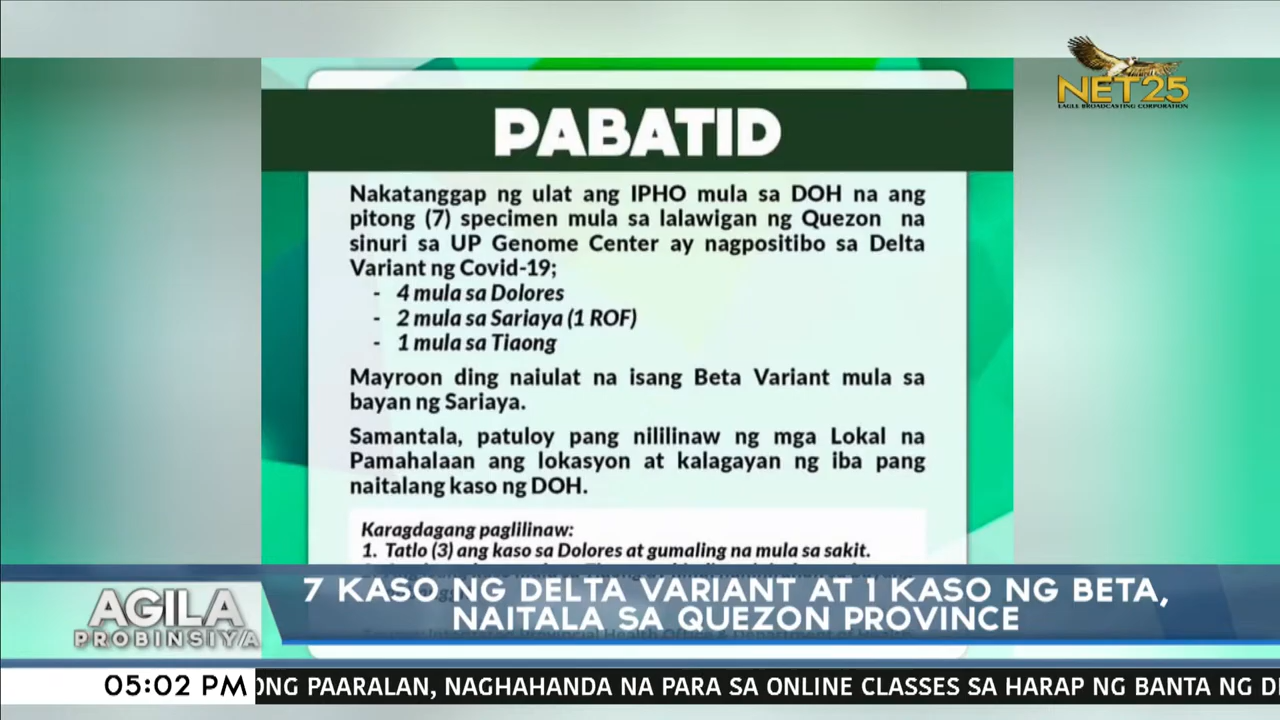 NET25
EAGLE BROADCASTING CORPORATION
PABATID
Nakatanggap ng ulat ang IPHO mula sa DOH na ang
pitong (7) specimen mula sa lalawigan ng Quezon na
sinuri sa UP Genome Center ay nagpositibo sa Delta
Variant ng Covid-19;
- 4 mula sa Dolores
- 2 mula sa Sariaya (1 ROF)
- 1 mula sa Tiaong
Mayroon ding naiulat na isang Beta Variant mula sa
bayan ng Sariaya.
Samantala, patuloy pang nililinaw ng mga Lokal na
Pamahalaan ang lokasyon at kalagayan ng iba pang
naitalang kaso ng DOH.
Karagdagang paglilinaw:
1. Tatlo (3) ang kaso sa Dolores at gumaling na mula sa sakit.
AGILA
PROBINSIYA
7 KASO NG DELTA VARIANT AT 1 KASO NG BETA,
NAITALA SA QUEZON PROVINCE
05:02 PM
ONG PAARALAN, NAGHAHANDA NA PARA SA ONLINE CLASSES SA HARAP NG BANTA NG